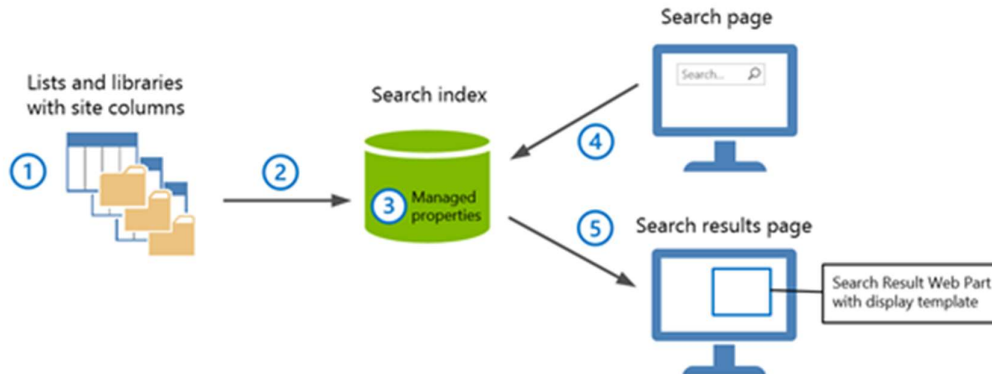 Search page
Search...
Lists and libraries
with site columns
Search index
1
2
3
Managed
properties
4
5
Search results page
Search Result Web Part
with display template